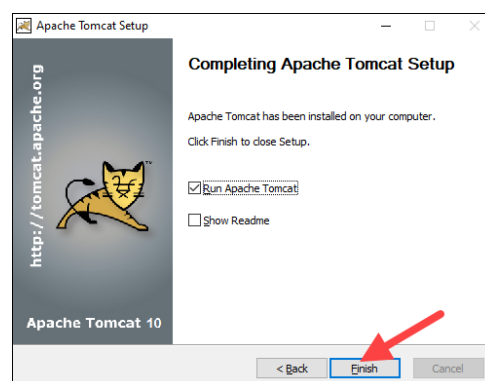 Apache Tomcat Setup
http://tomcat.apache.org
Apache Tomcat 10
Completing Apache Tomcat Setup
Apache Tomcat has been installed on your computer.
Click Finish to close Setup.
Run Apache Tomcat
Show Readme
< Back
Finish
Cancel